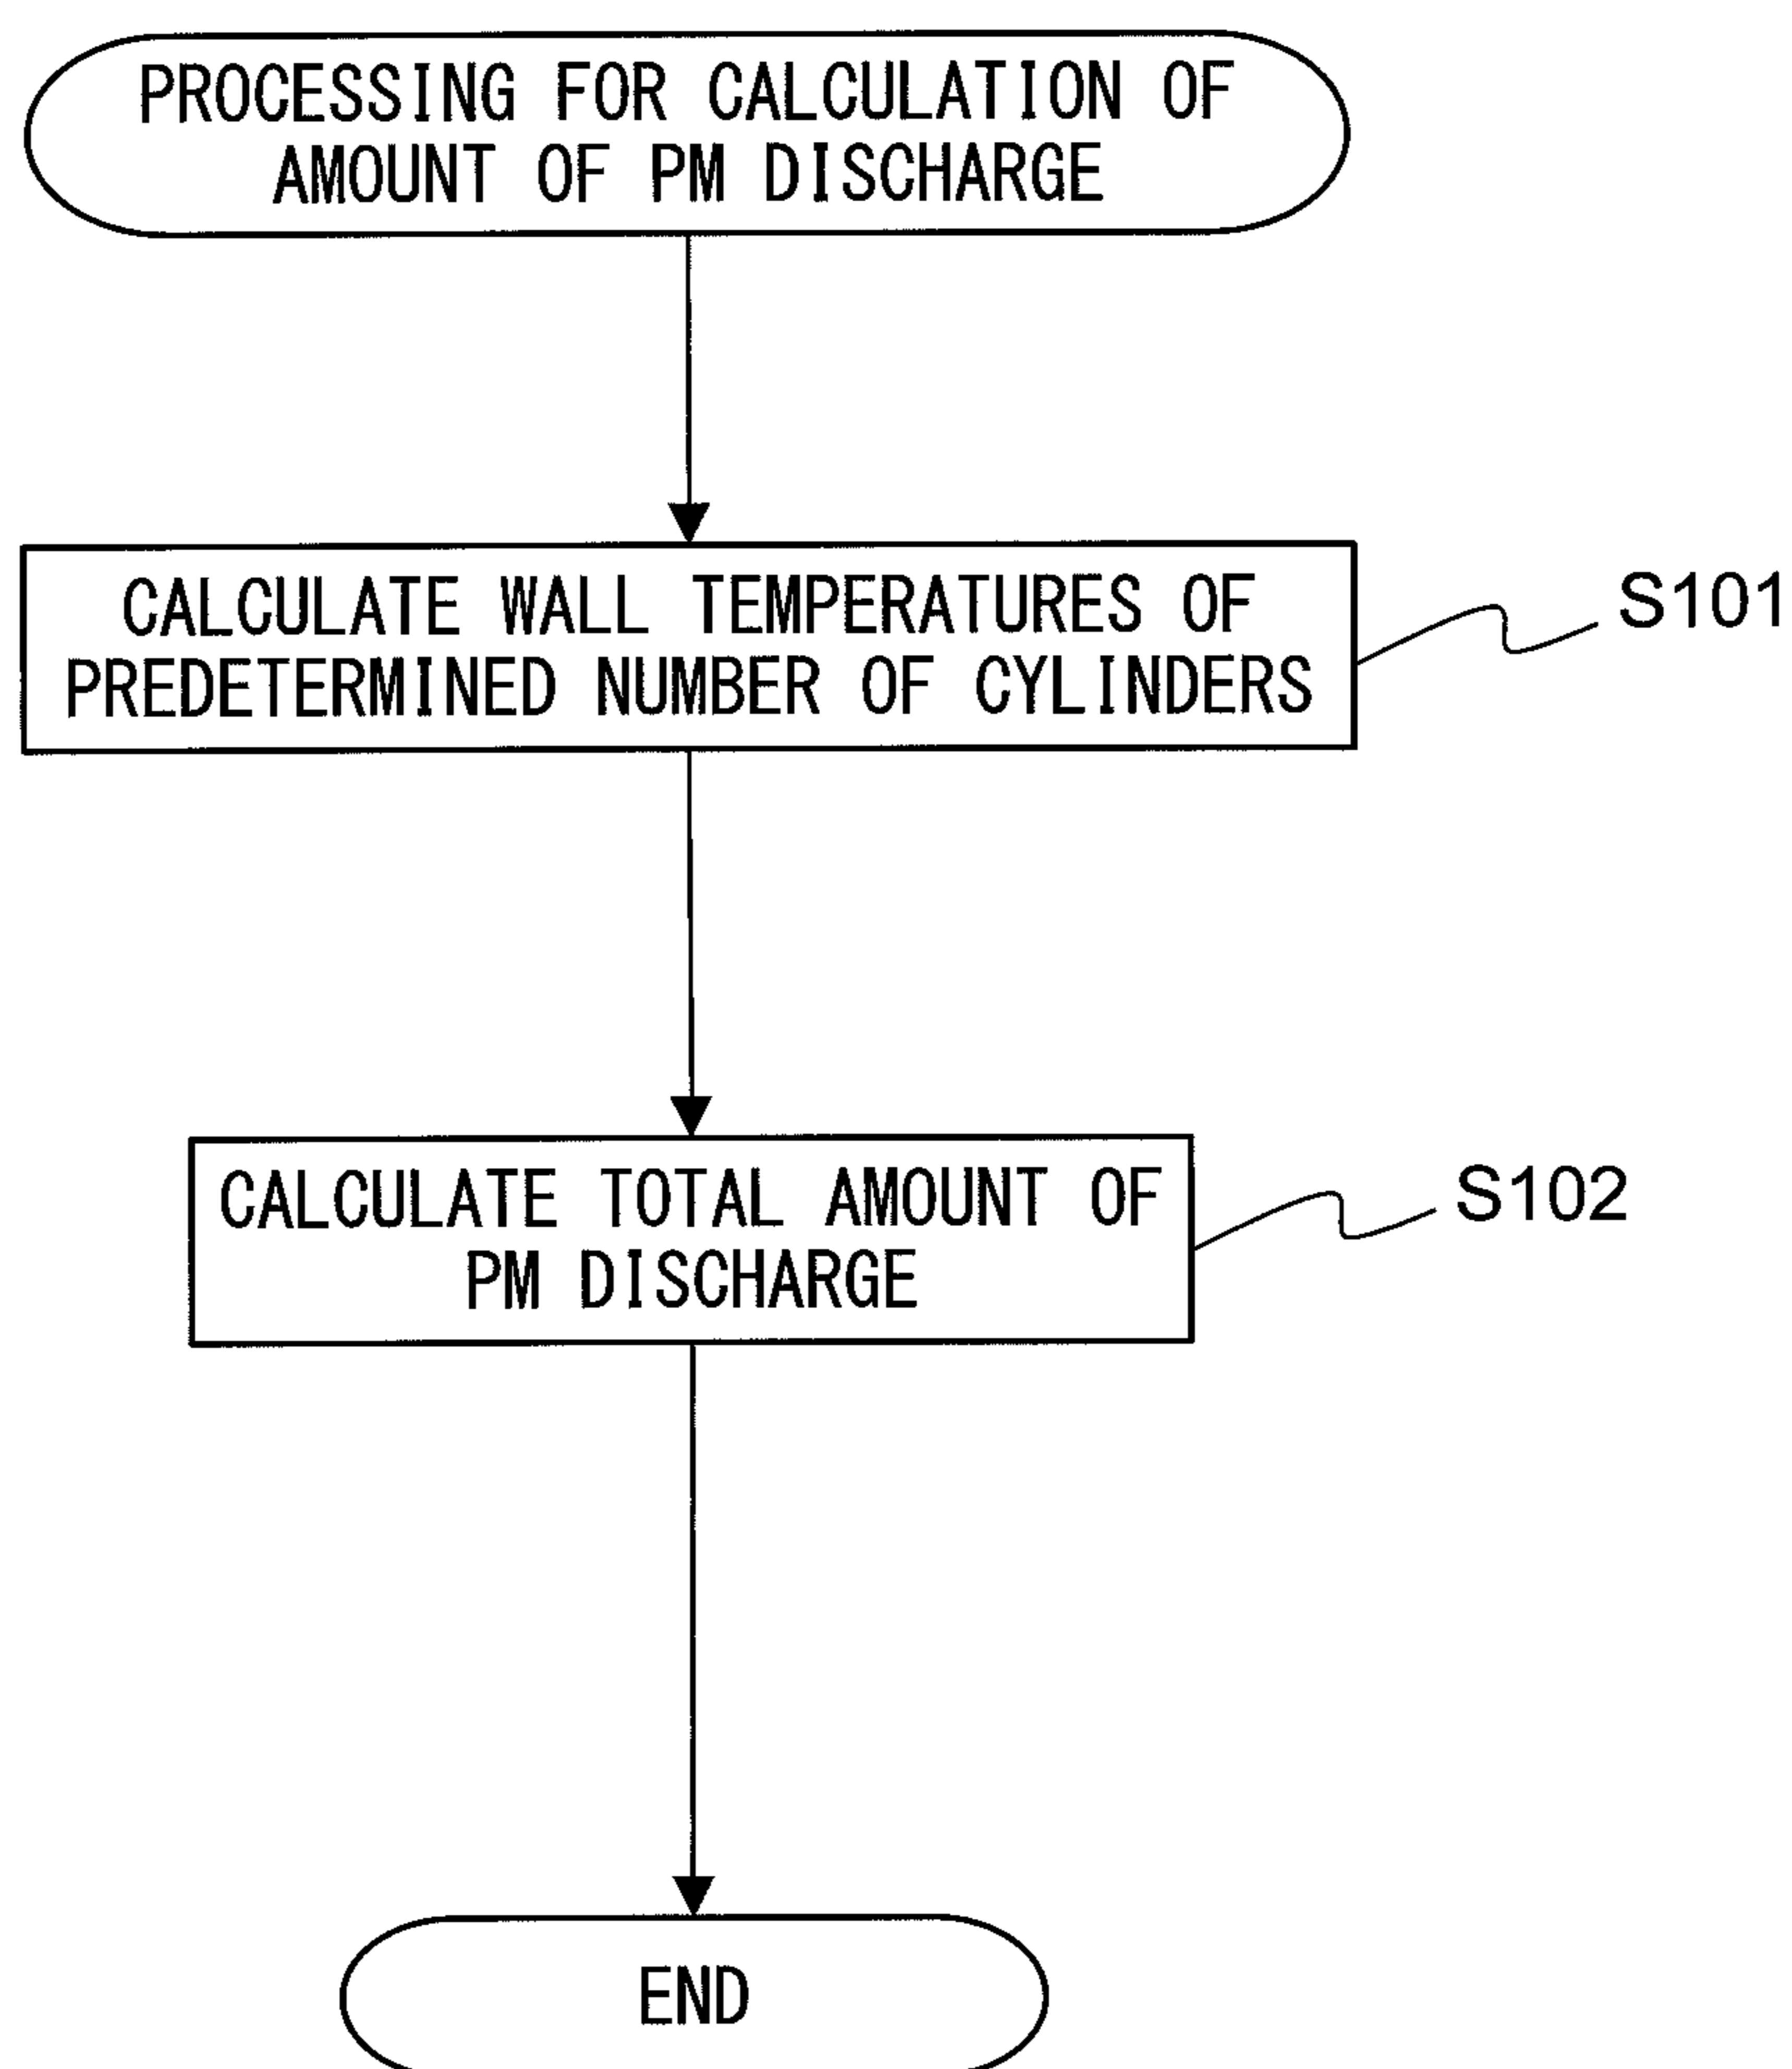 PROCESSING FOR CALCULATION OF
AMOUNT OF PM DISCHARGE
CALCULATE WALL TEMPERATURES OF
PREDETERMINED NUMBER OF CYLINDERS
S101
CALCULATE TOTAL AMOUNT OF
PM DISCHARGE
S102
END